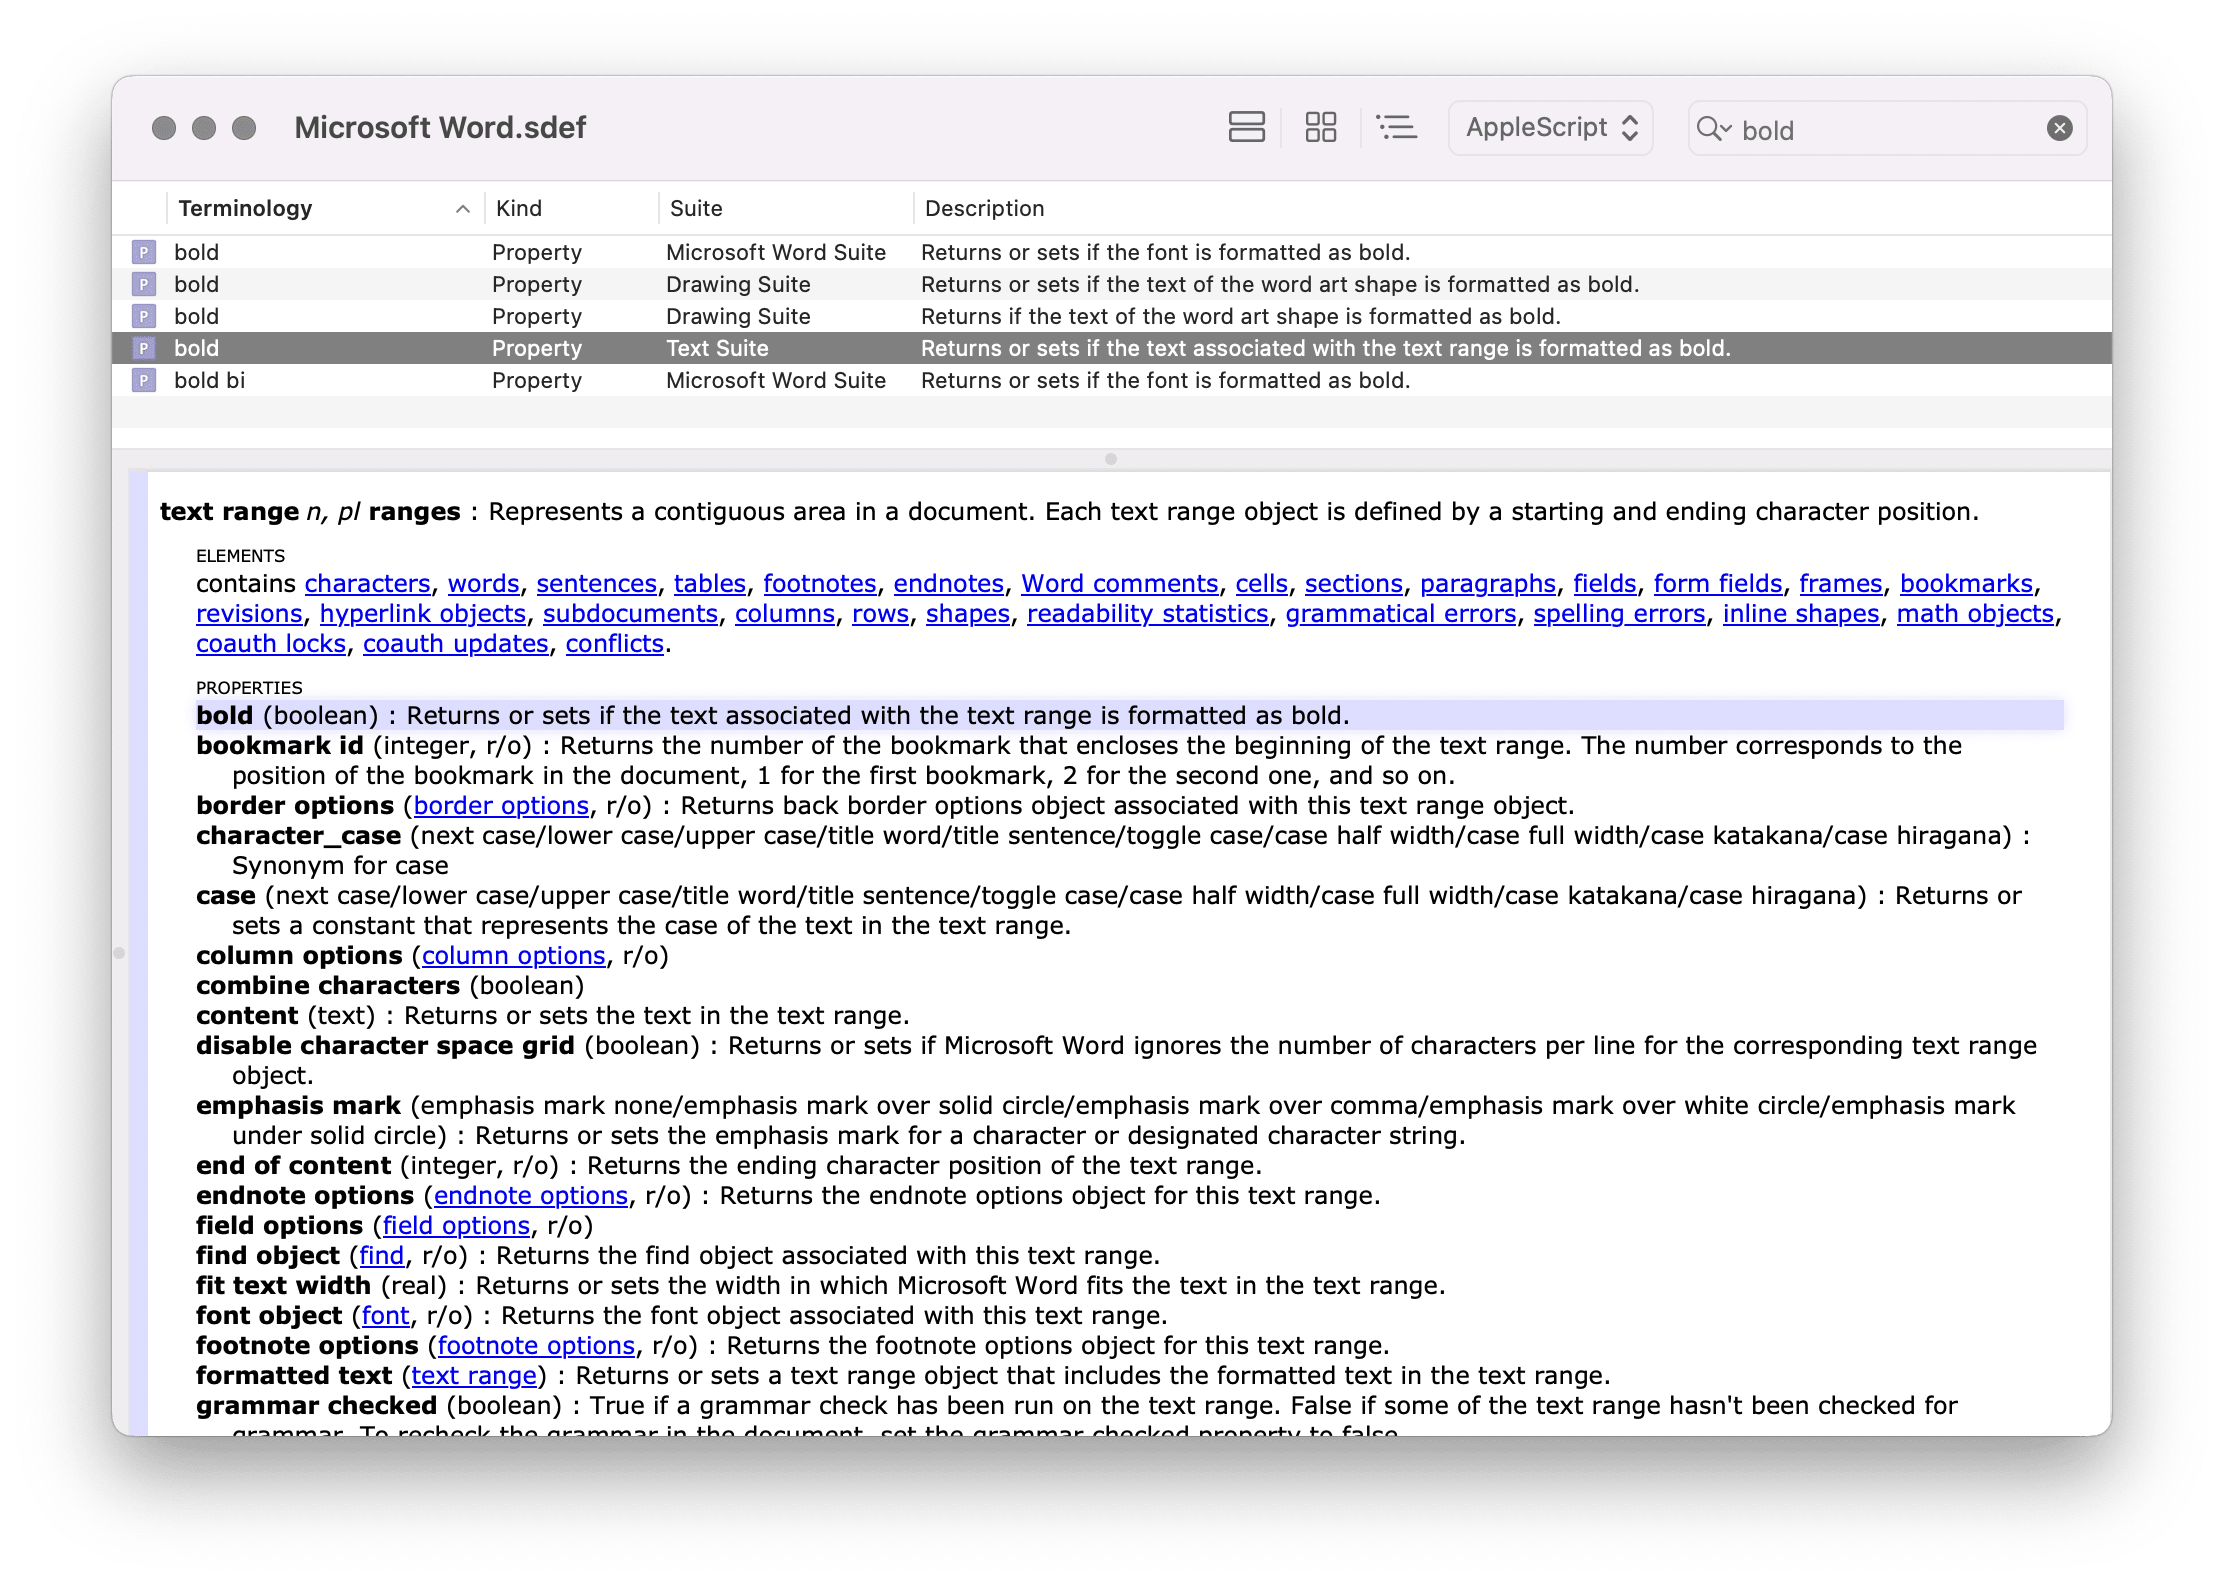 Microsoft Word.sdef
AppleScript
bold
Terminology Kind Suite Description
P bold Property Microsoft Word Suite Returns or sets if the font is formatted as bold.
P bold Property Drawing Suite Returns or sets if the text of the word art shape is formatted as bold.
P bold Property Drawing Suite Returns if the text of the word art shape is formatted as bold.
P bold Property Text Suite Returns or sets if the text associated with the text range is formatted as bold.
P bold bi Property Microsoft Word Suite Returns or sets if the font is formatted as bold.
text range n, pl ranges : Represents a contiguous area in a document. Each text range object is defined by a starting and ending character position.
ELEMENTS
contains characters, words, sentences, tables, footnotes, endnotes, Word comments, cells, sections, paragraphs, fields, form fields, frames, bookmarks,
revisions, hyperlink objects, subdocuments, columns, rows, shapes, readability statistics, grammatical errors, spelling errors, inline shapes, math objects,
coauth locks, coauth updates, conflicts.
PROPERTIES
bold (boolean) : Returns or sets if the text associated with the text range is formatted as bold.
bookmark id (integer, r/o) : Returns the number of the bookmark that encloses the beginning of the text range. The number corresponds to the
position of the bookmark in the document, 1 for the first bookmark, 2 for the second one, and so on.
border options (border options, r/o) : Returns back border options object associated with this text range object.
character_case (next case/lower case/upper case/title word/title sentence/toggle case/case half width/case full width/case katakana/case hiragana) :
Synonym for case
case (next case/lower case/upper case/title word/title sentence/toggle case/case half width/case full width/case katakana/case hiragana) : Returns or
sets a constant that represents the case of the text in the text range.
column options (column options, r/o)
combine characters (boolean)
content (text) : Returns or sets the text in the text range.
disable character space grid (boolean) : Returns or sets if Microsoft Word ignores the number of characters per line for the corresponding text range
object.
emphasis mark (emphasis mark none/emphasis mark over solid circle/emphasis mark over comma/emphasis mark over white circle/emphasis mark
under solid circle) : Returns or sets the emphasis mark for a character or designated character string.
end of content (integer, r/o) : Returns the ending character position of the text range.
endnote options (endnote options, r/o) : Returns the endnote options object for this text range.
field options (field options, r/o)
find object (find, r/o) : Returns the find object associated with this text range.
fit text width (real) : Returns or sets the width in which Microsoft Word fits the text in the text range.
font object (font, r/o) : Returns the font object associated with this text range.
footnote options (footnote options, r/o) : Returns the footnote options object for this text range.
formatted text (text range) : Returns or sets a text range object that includes the formatted text in the text range.
grammar checked (boolean) : True if a grammar check has been run on the text range. False if some of the text range hasn't been checked for
grammar. To recheck the grammar in the document, set the grammar checked property to false.